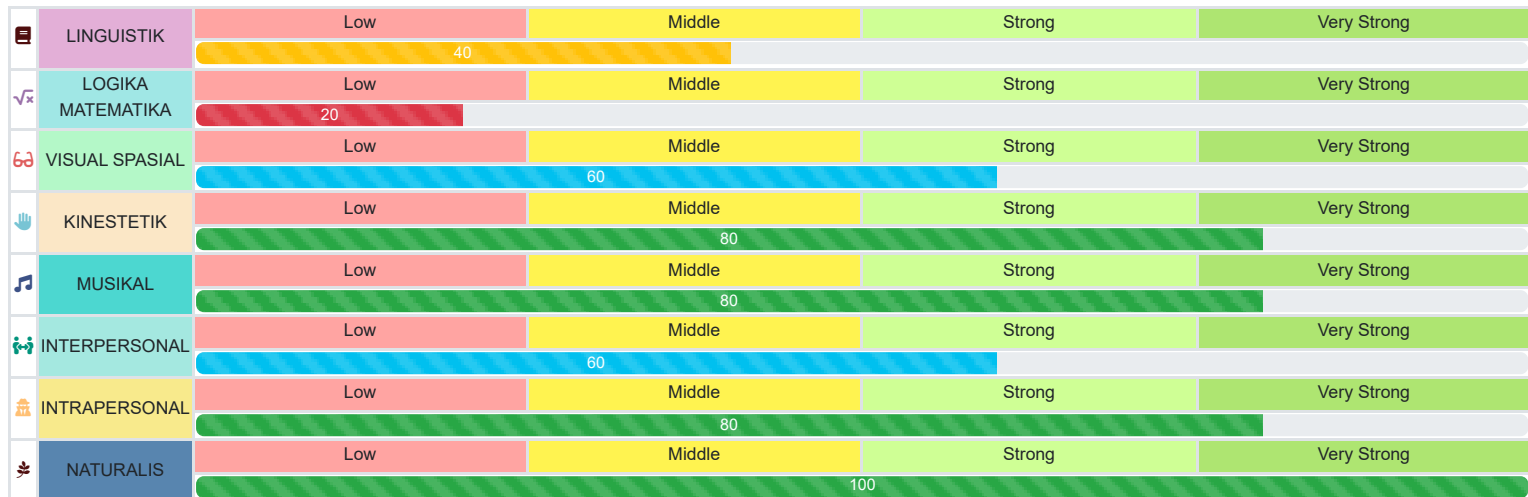 Low Middle Strong Very Strong
LINGUISTIK
40
LOGIKA
MATEMATIKA
Low Middle Strong Very Strong
20
Low Middle Strong Very Strong
VISUAL SPASIAL
60
Low Middle Strong Very Strong
KINESTETIK
80
Low Middle Strong Very Strong
MUSIKAL
80
Low Middle Strong Very Strong
INTERPERSONAL
60
Low Middle Strong Very Strong
INTRAPERSONAL
80
Low Middle Strong Very Strong
NATURALIS
100